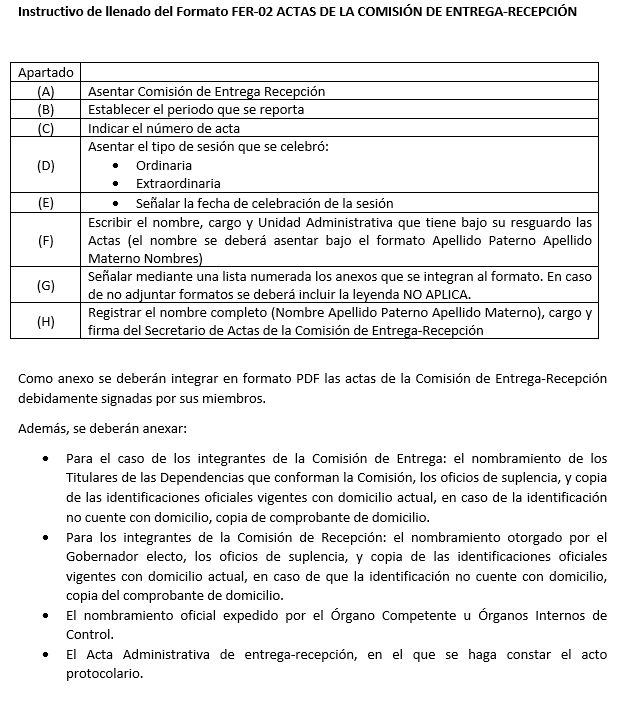 Instructivo de llenado del Formato FER-02 ACTAS DE LA COMISIÓN DE ENTREGA-RECEPCIÓN
Apartado
(A) Asentar Comisión de Entrega Recepción
(B) Establecer el periodo que se reporta
(C) Indicar el número de acta
(D) Asentar el tipo de sesión que se celebró:
• Ordinaria
• Extraordinaria
(E) • Señalar la fecha de celebración de la sesión
(F) Escribir el nombre, cargo y Unidad Administrativa que tiene bajo su resguardo las
Actas (el nombre se deberá asentar bajo el formato Apellido Paterno Apellido
Materno Nombres)
(G) Señalar mediante una lista numerada los anexos que se integran al formato. En caso
de no adjuntar formatos se deberá incluir la leyenda NO APLICA.
(H) Registrar el nombre completo (Nombre Apellido Paterno Apellido Materno), cargo y
firma del Secretario de Actas de la Comisión de Entrega-Recepción
Como anexo se deberán integrar en formato PDF las actas de la Comisión de Entrega-Recepción
debidamente signadas por sus miembros.
Además, se deberán anexar:
• Para el caso de los integrantes de la Comisión de Entrega: el nombramiento de los
Titulares de las Dependencias que conforman la Comisión, los oficios de suplencia, y copia
de las identificaciones oficiales vigentes con domicilio actual, en caso de la identificación
no cuente con domicilio, copia de comprobante de domicilio.
• Para los integrantes de la Comisión de Recepción: el nombramiento otorgado por el
Gobernador electo, los oficios de suplencia, y copia de las identificaciones oficiales
vigentes con domicilio actual, en caso de que la identificación no cuente con domicilio,
copia del comprobante de domicilio.
• El nombramiento oficial expedido por el Órgano Competente u Órganos Internos de
Control.
• El Acta Administrativa de entrega-recepción, en el que se haga constar el acto
protocolario.